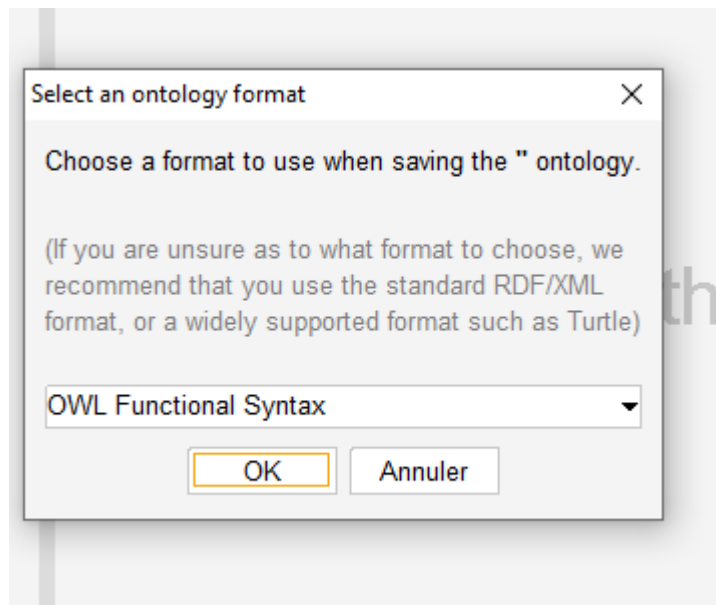 Select an ontology format
Choose a format to use when saving the " ontology.
(If you are unsure as to what format to choose, we
recommend that you use the standard RDF/XML
format, or a widely supported format such as Turtle)
th
OWL Functional Syntax
OK
Annuler